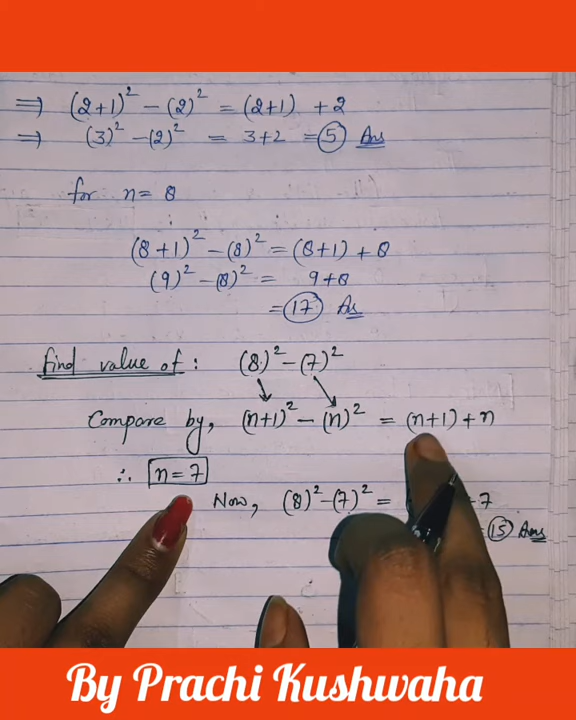 ⇒ (2+1)² − (2)² = (2+1) + 2
⇒ (3)² − (2)² = 3+2 = 5 Ans
for n = 8
(8+1)² − (8)² = (8+1) + 8
(9)² − (8)² = 9+8
= 17 Ans
find value of : (8)² − (7)²
Compare by, (n+1)² − (n)² = (n+1) + n
∴ n = 7
Now, (8)² − (7)² = 7
15 Ans
By Prachi Kushwaha